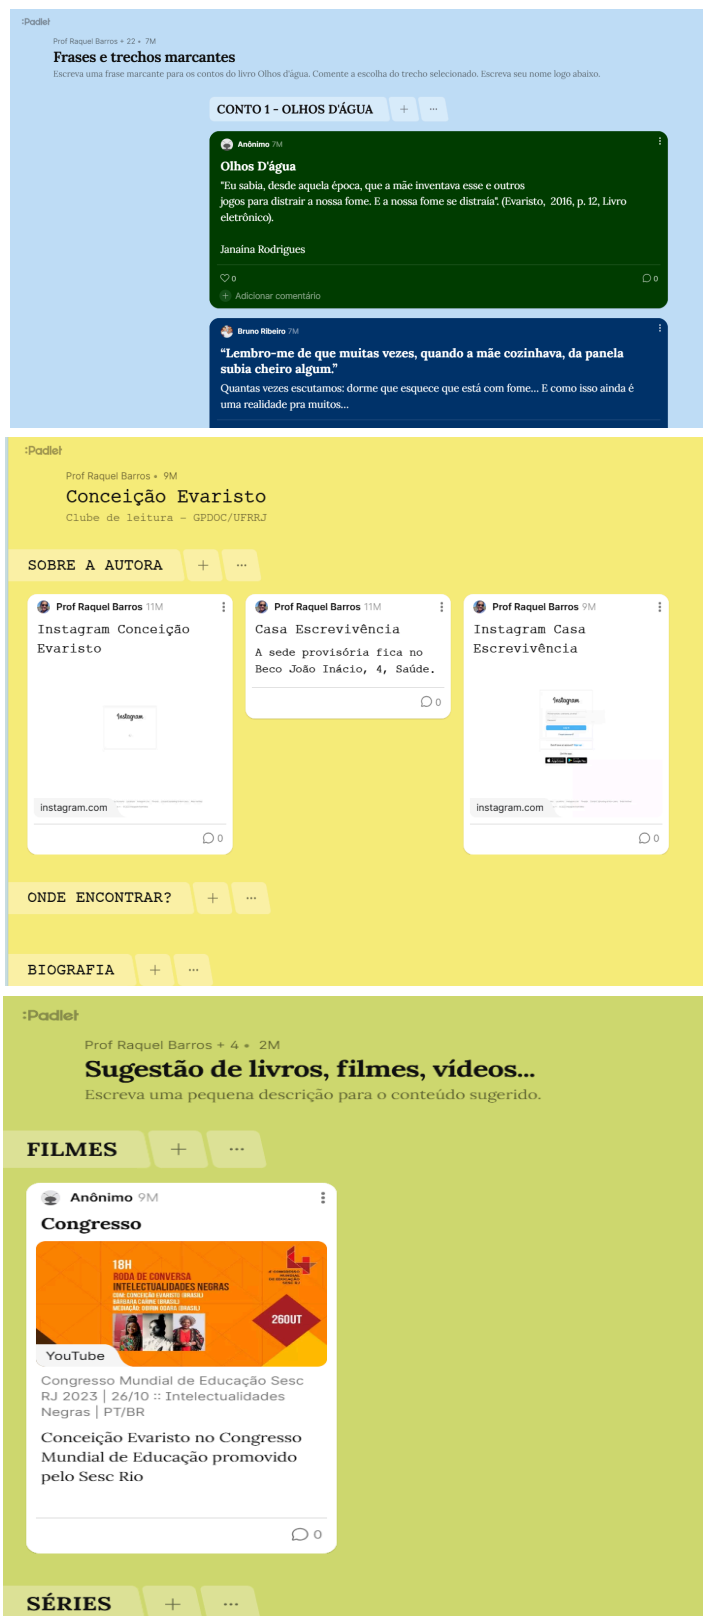 :Padlet
Prof Raquel Barros + 22 • 7M
Frases e trechos marcantes
Escreva uma frase marcante para os contos do livro Olhos d'água. Comente a escolha do trecho selecionado. Escreva seu nome logo abaixo.
CONTO 1 - OLHOS D'ÁGUA
Anônimo 7M
Olhos D'água
"Eu sabia, desde aquela época, que a mãe inventava esse e outros
jogos para distrair a nossa fome. E a nossa fome se distraía". (Evaristo, 2016, p. 12, Livro
eletrônico).
Janaína Rodrigues
0
0
Adicionar comentário
Bruno Ribeiro 7M
“Lembro-me de que muitas vezes, quando a mãe cozinhava, da panela
subia cheiro algum.”
Quantas vezes escutamos: dorme que esquece que está com fome... E como isso ainda é
uma realidade pra muitos...
:Padlet
Prof Raquel Barros • 9M
Conceição Evaristo
Clube de leitura - GPDOC/UFRRJ
SOBRE A AUTORA
Prof Raquel Barros 11M
Instagram Conceição
Evaristo
Instagram
instagram.com
0
Prof Raquel Barros 11M
Casa Escrevivência
A sede provisória fica no
Beco João Inácio, 4, Saúde.
0
Prof Raquel Barros 9M
Instagram Casa
Escrevivência
Instagram
instagram.com
0
ONDE ENCONTRAR?
BIOGRAFIA
:Padlet
Prof Raquel Barros + 4 • 2M
Sugestão de livros, filmes, vídeos...
Escreva uma pequena descrição para o conteúdo sugerido.
FILMES
Anônimo 9M
Congresso
18H
RODA DE CONVERSA
INTELECTUALIDADES NEGRAS
COM: CONCEIÇÃO EVARISTO (BRASIL)
BÁRBARA CARINE (BRASIL)
26OUT
YouTube
Congresso Mundial de Educação Sesc
RJ 2023 | 26/10 :: Intelectualidades
Negras | PT/BR
Conceição Evaristo no Congresso
Mundial de Educação promovido
pelo Sesc Rio
0
SÉRIES